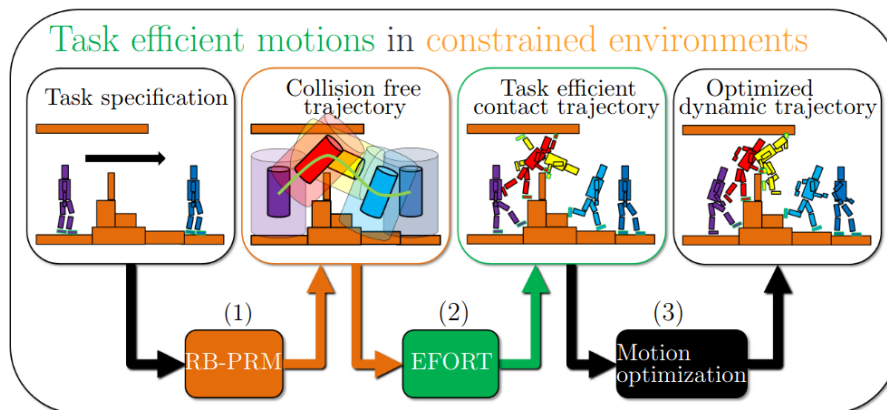 Task efficient motions in constrained environments
Task specification
Collision free
trajectory
Task efficient
contact trajectory
Optimized
dynamic trajectory
(1)
(2)
(3)
RB-PRM
EFORT
Motion
optimization